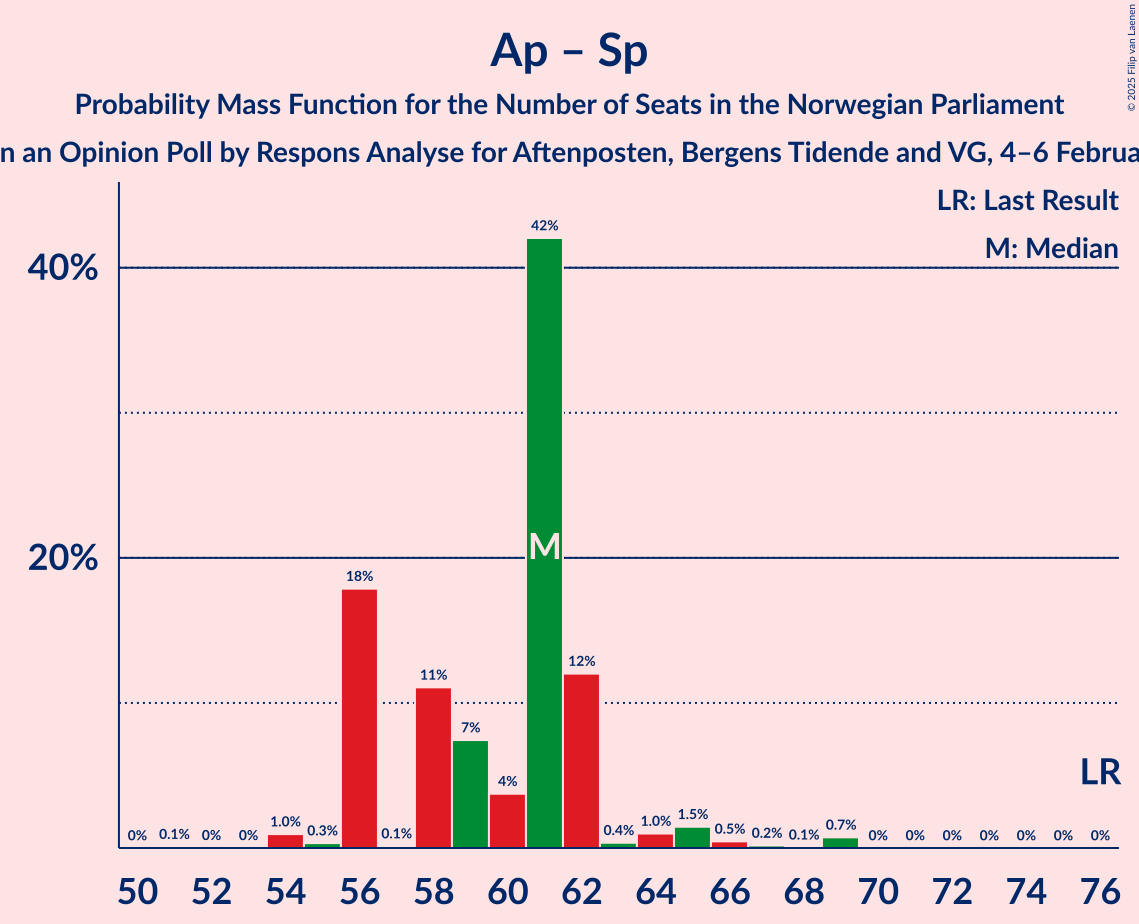 Ap – Sp
Probability Mass Function for the Number of Seats in the Norwegian Parliament
n an Opinion Poll by Respons Analyse for Aftenposten, Bergens Tidende and VG, 4–6 Februa
© 2025 Filip van Laenen
LR: Last Result
M: Median
40%
20%
0% 0.1% 0% 0% 1.0% 0.3% 18% 0.1% 11% 7% 4% 42% 12% 0.4% 1.0% 1.5% 0.5% 0.2% 0.1% 0.7% 0% 0% 0% 0% 0% 0% 0%
M
LR
50 52 54 56 58 60 62 64 66 68 70 72 74 76